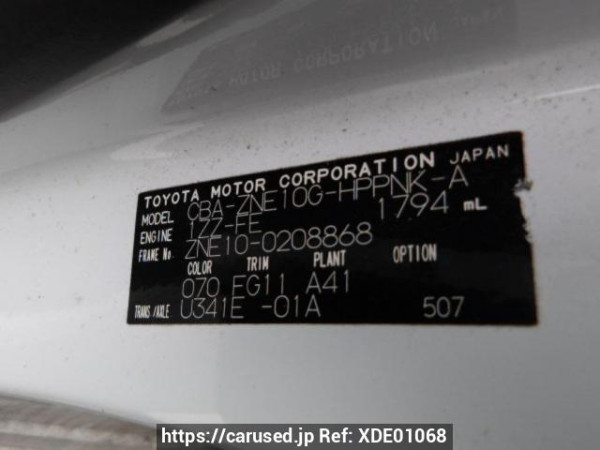 TOYOTA MOTOR CORPORATION JAPAN
MODEL CBA-ZNE10G-HPPNK-A
ENGINE 1ZZ-FE 1794 mL
FRAME No. ZNE10-0208868
COLOR TRIM PLANT OPTION
070 FG11 A41
TRANS/AXLE U341E -01A 507
https://carused.jp Ref: XDE01068